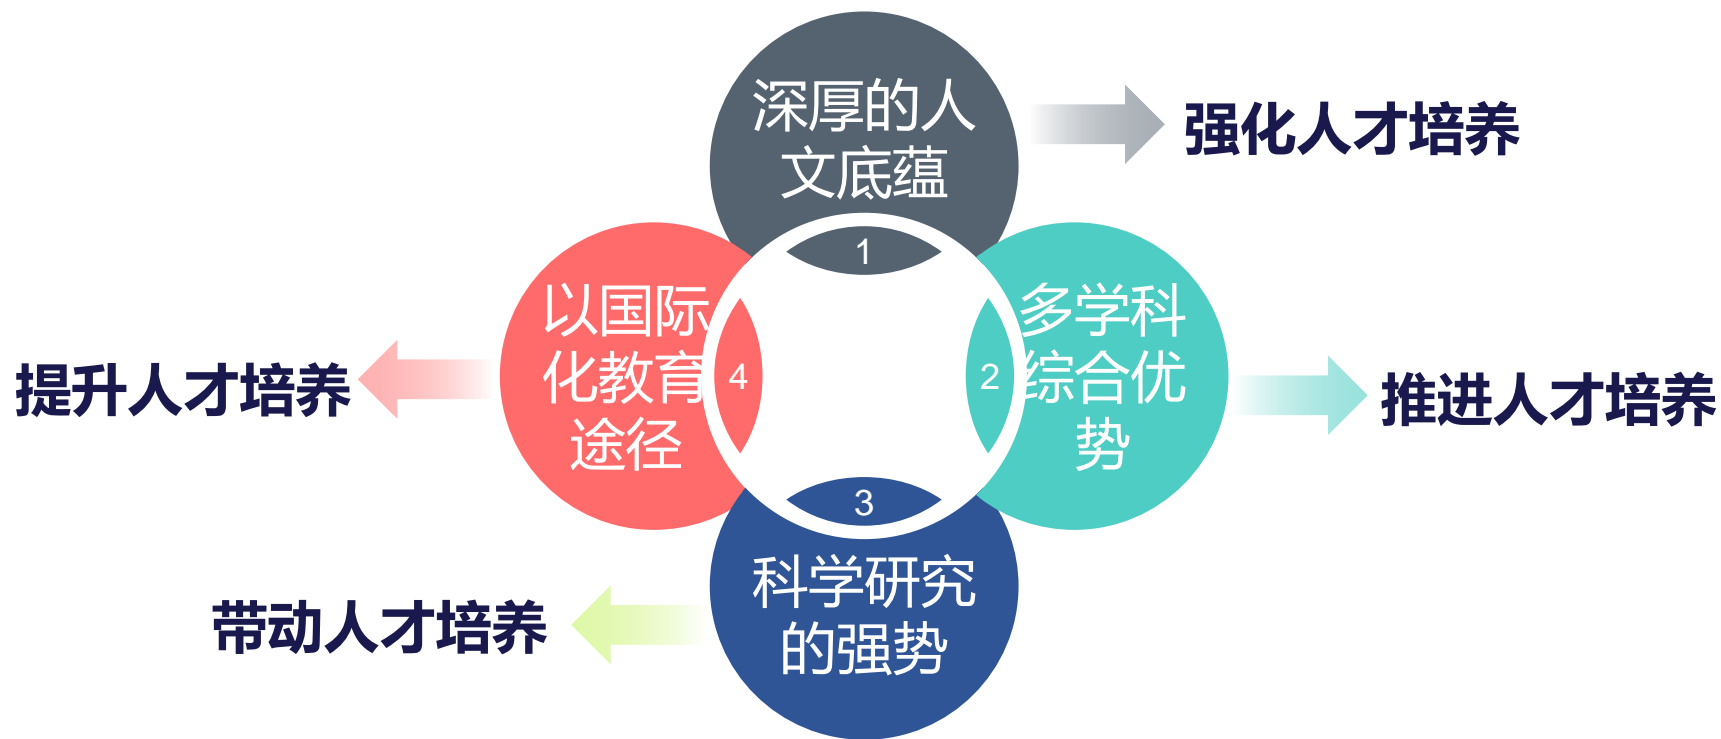 深厚的人
文底蕴
1
强化人才培养
多学科
综合优
势
2
推进人才培养
3
科学研究
的强势
带动人才培养
以国际
化教育
途径
4
提升人才培养